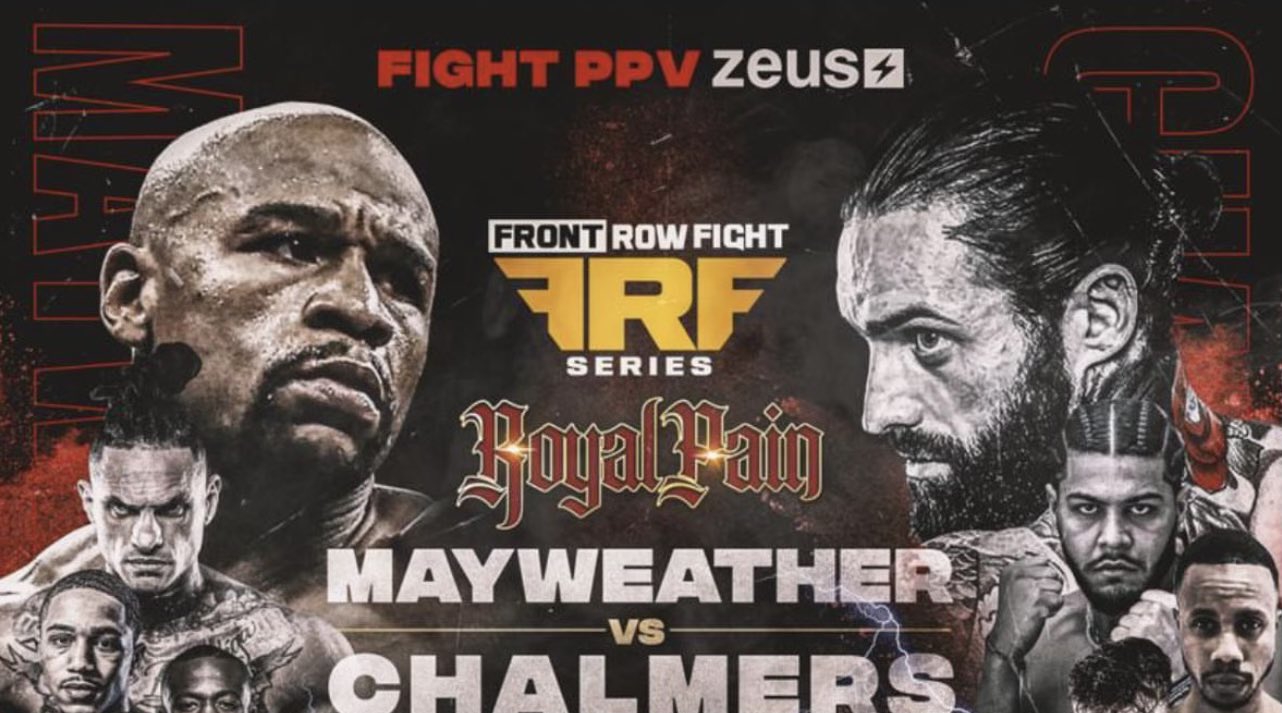 FIGHT PPV zeus
FRONT ROW FIGHT
FRF
SERIES
Royal Pain
MAYWEATHER
VS
CHALMERS